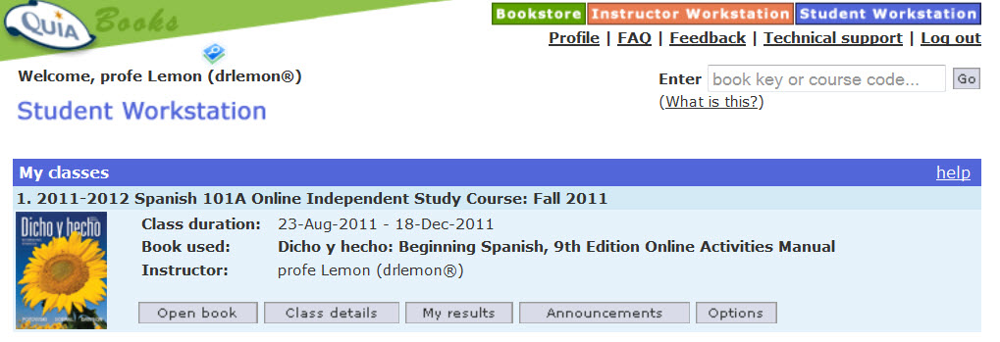 QUIA Books
Bookstore Instructor Workstation Student Workstation
Profile | FAQ | Feedback | Technical support | Log out
Welcome, profe Lemon (drlemon®)
Enter book key or course code... Go
(What is this?)
Student Workstation
My classes help
1. 2011-2012 Spanish 101A Online Independent Study Course: Fall 2011
Dicho y hecho
Class duration: 23-Aug-2011 - 18-Dec-2011
Book used: Dicho y hecho: Beginning Spanish, 9th Edition Online Activities Manual
Instructor: profe Lemon (drlemon®)
Open book Class details My results Announcements Options